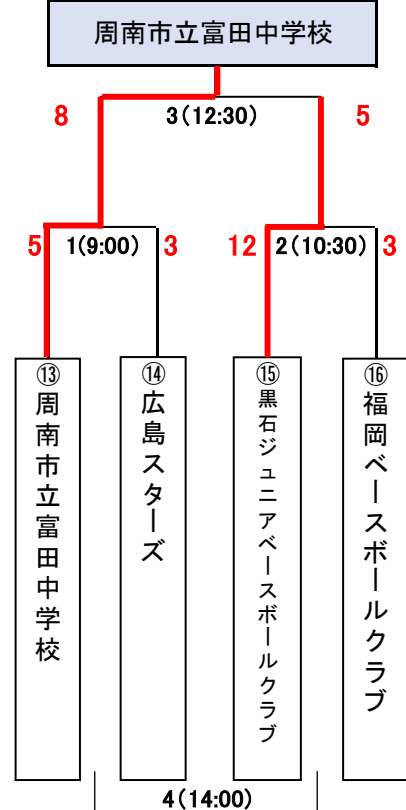 周南市立富田中学校
8
3(12:30)
5
5
1(9:00)
3
12
2(10:30)
3
⑬
周南市立富田中学校
⑭
広島スターズ
⑮
黒石ジュニアベースボールクラブ
⑯
福岡ベースボールクラブ
4(14:00)